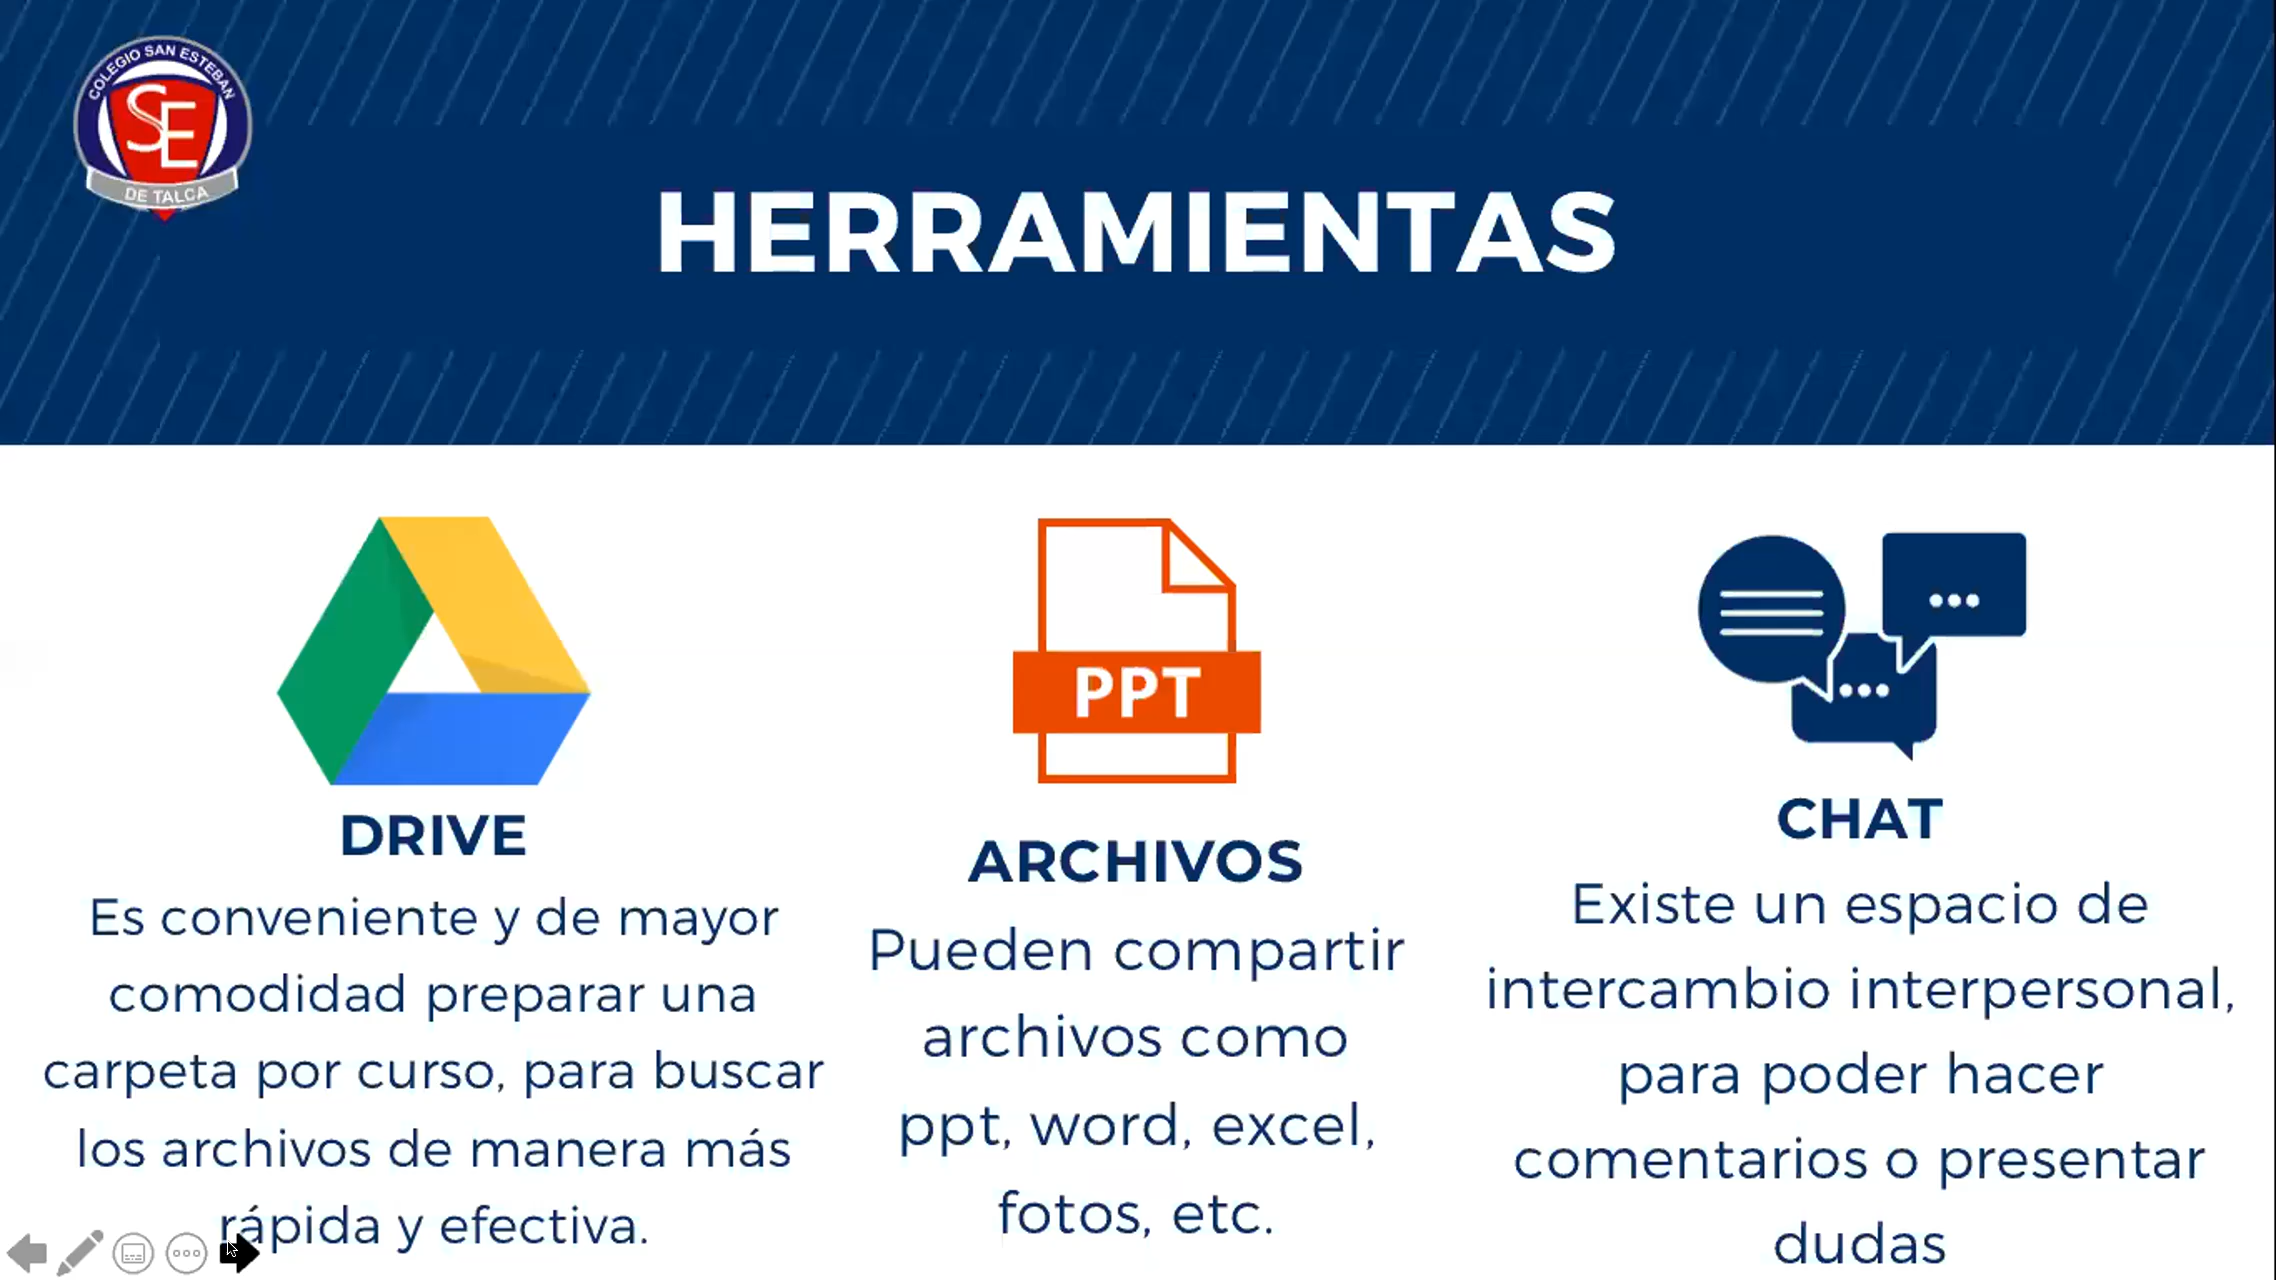 COLEGIO SAN ESTEBAN
SE
DE TALCA
HERRAMIENTAS
DRIVE
Es conveniente y de mayor
comodidad preparar una
carpeta por curso, para buscar
los archivos de manera más
rápida y efectiva.
PPT
ARCHIVOS
Pueden compartir
archivos como
ppt, word, excel,
fotos, etc.
CHAT
Existe un espacio de
intercambio interpersonal,
para poder hacer
comentarios o presentar
dudas